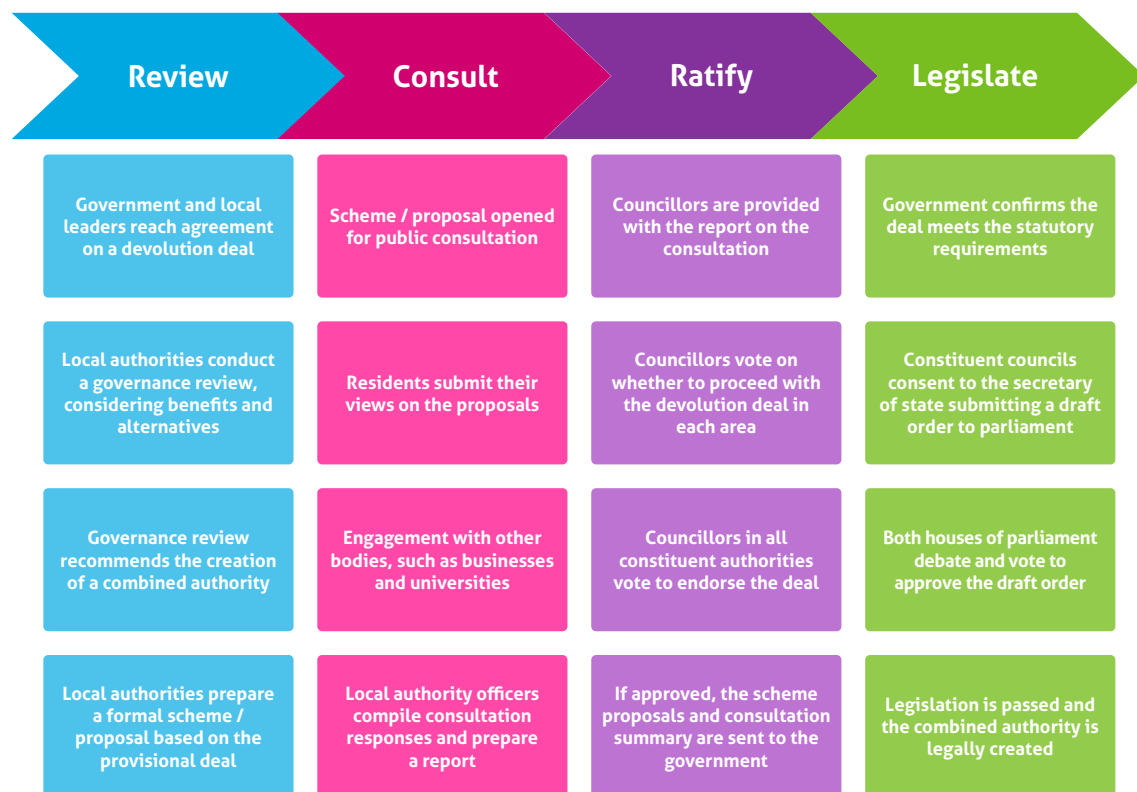 Review
Consult
Ratify
Legislate
Government and local
leaders reach agreement
on a devolution deal
Scheme / proposal opened
for public consultation
Councillors are provided
with the report on the
consultation
Government confirms the
deal meets the statutory
requirements
Local authorities conduct
a governance review,
considering benefits and
alternatives
Residents submit their
views on the proposals
Councillors vote on
whether to proceed with
the devolution deal in
each area
Constituent councils
consent to the secretary
of state submitting a draft
order to parliament
Governance review
recommends the creation
of a combined authority
Engagement with other
bodies, such as businesses
and universities
Councillors in all
constituent authorities
vote to endorse the deal
Both houses of parliament
debate and vote to
approve the draft order
Local authorities prepare
a formal scheme /
proposal based on the
provisional deal
Local authority officers
compile consultation
responses and prepare
a report
If approved, the scheme
proposals and consultation
summary are sent to the
government
Legislation is passed and
the combined authority is
legally created